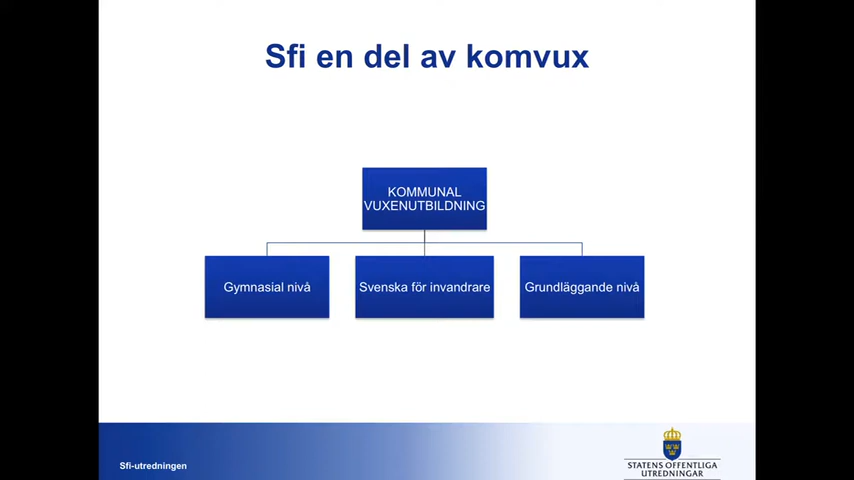 Sfi en del av komvux
KOMMUNAL
VUXENUTBILDNING
Gymnasial nivå
Svenska för invandrare
Grundläggande nivå
Sfi-utredningen
STATENS OFFENTLIGA
UTREDNINGAR